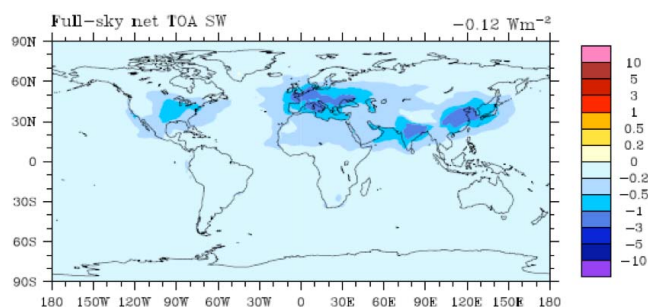 Full-sky net TOA SW −0.12 Wm−2
90N
60N
30N
0
30S
60S
90S
180 150W 120W 90W 60W 30W 0 30E 60E 90E 120E 150E 180
10
5
3
1
0.5
0.2
0
−0.2
−0.5
−1
−3
−5
−10